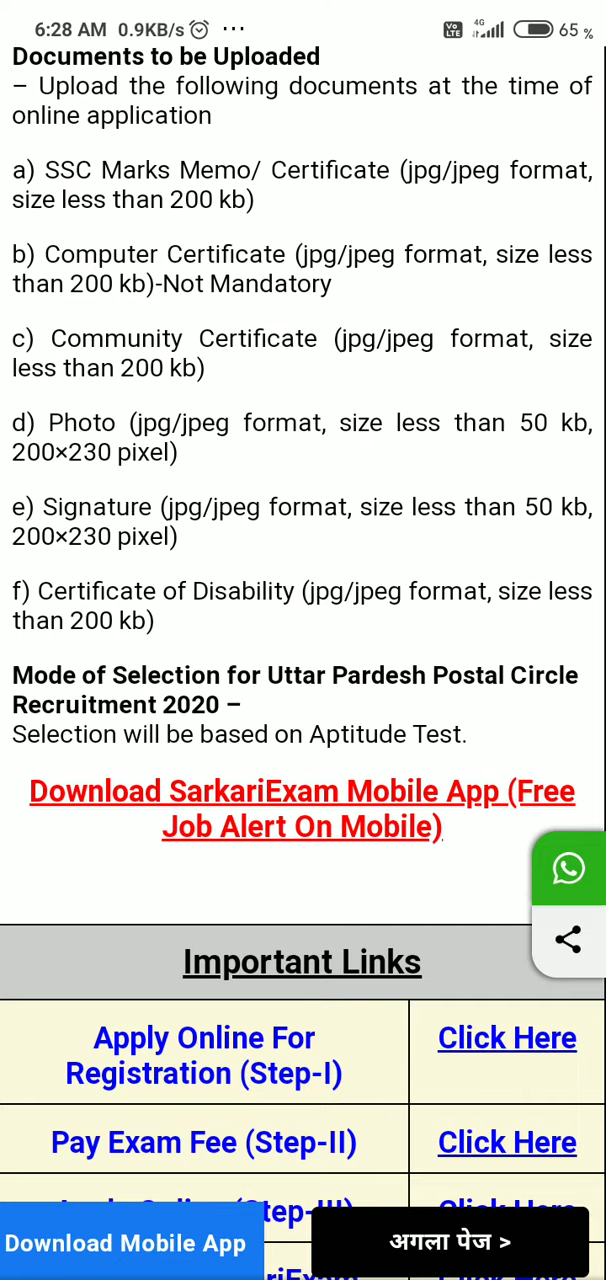 6:28 AM 0.9KB/s ...
Vo LTE 4G 65 %
Documents to be Uploaded
– Upload the following documents at the time of
online application
a) SSC Marks Memo/ Certificate (jpg/jpeg format,
size less than 200 kb)
b) Computer Certificate (jpg/jpeg format, size less
than 200 kb)-Not Mandatory
c) Community Certificate (jpg/jpeg format, size
less than 200 kb)
d) Photo (jpg/jpeg format, size less than 50 kb,
200×230 pixel)
e) Signature (jpg/jpeg format, size less than 50 kb,
200×230 pixel)
f) Certificate of Disability (jpg/jpeg format, size less
than 200 kb)
Mode of Selection for Uttar Pardesh Postal Circle
Recruitment 2020 –
Selection will be based on Aptitude Test.
Download SarkariExam Mobile App (Free
Job Alert On Mobile)
Important Links
Apply Online For
Registration (Step-I)
Click Here
Pay Exam Fee (Step-II)
Click Here
Download Mobile App
अगला पेज >